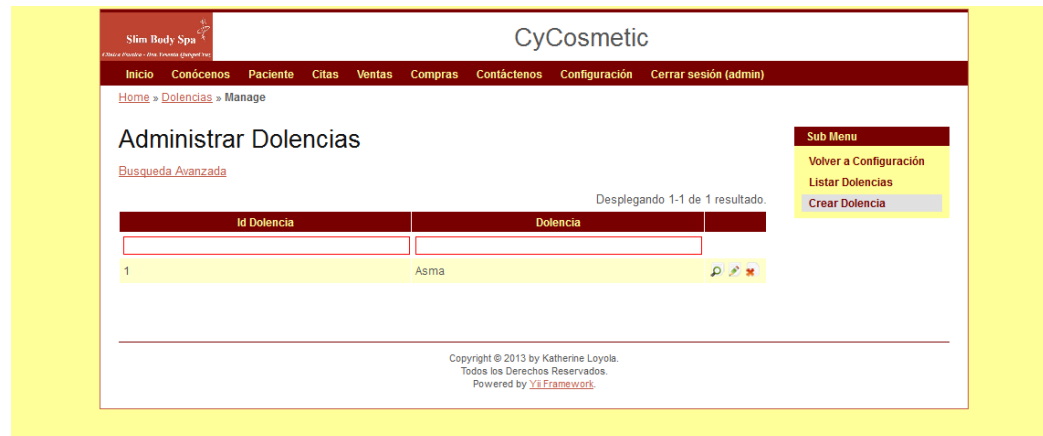 Slim Body Spa
CyCosmetic
Inicio Conócenos Paciente Citas Ventas Compras Contáctenos Configuración Cerrar sesión (admin)
Home » Dolencias » Manage
Administrar Dolencias
Busqueda Avanzada
Desplegando 1-1 de 1 resultado.
Id Dolencia Dolencia
1 Asma
Sub Menu
Volver a Configuración
Listar Dolencias
Crear Dolencia
Copyright © 2013 by Katherine Loyola.
Todos los Derechos Reservados.
Powered by Yii Framework.